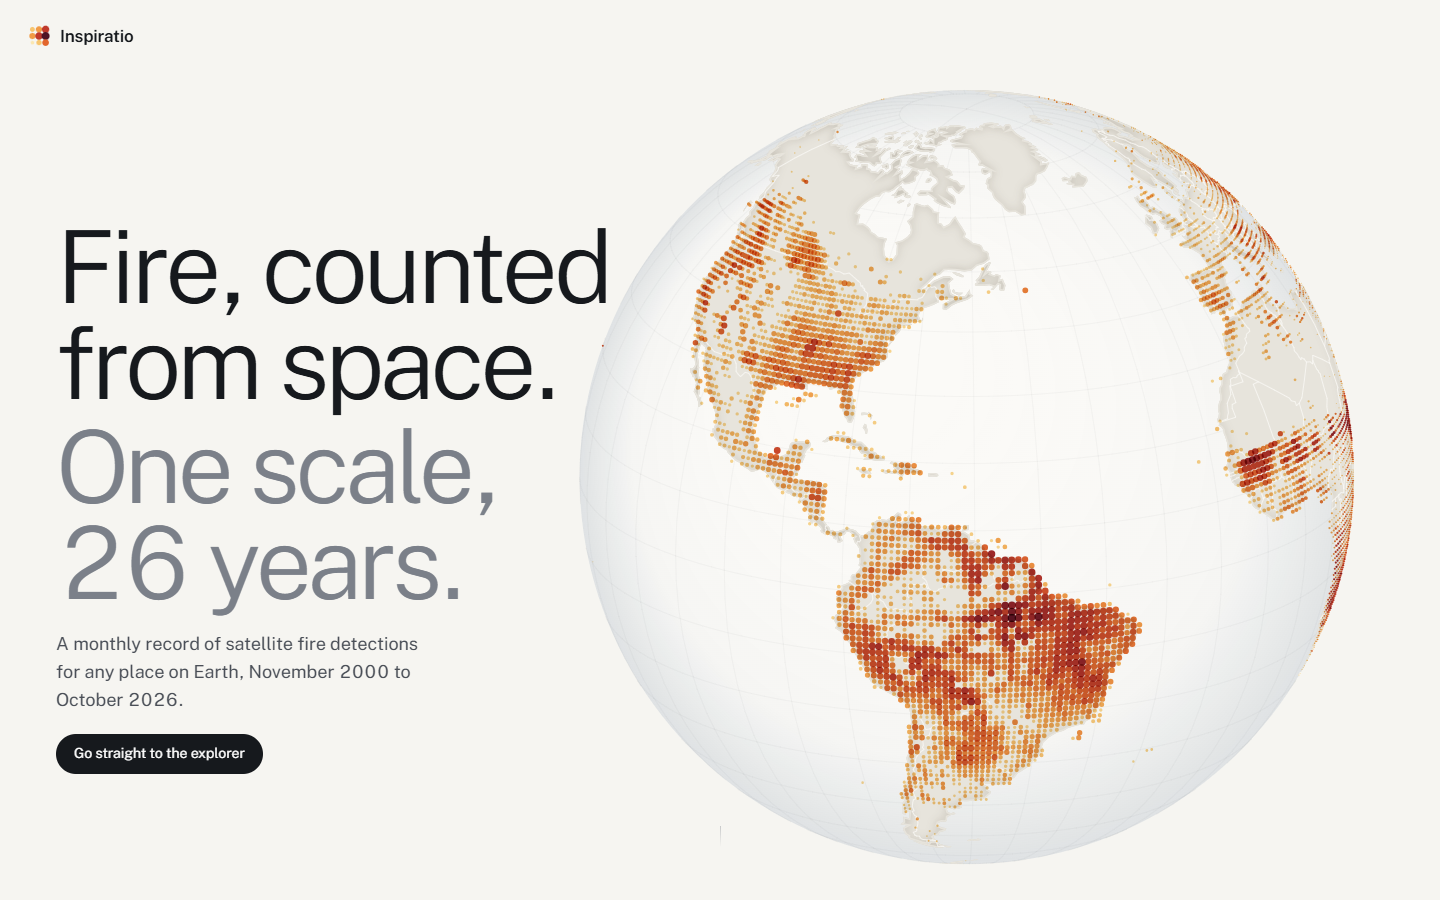 Inspiratio
Fire, counted
from space.
One scale,
26 years.
A monthly record of satellite fire detections
for any place on Earth, November 2000 to
October 2026.
Go straight to the explorer